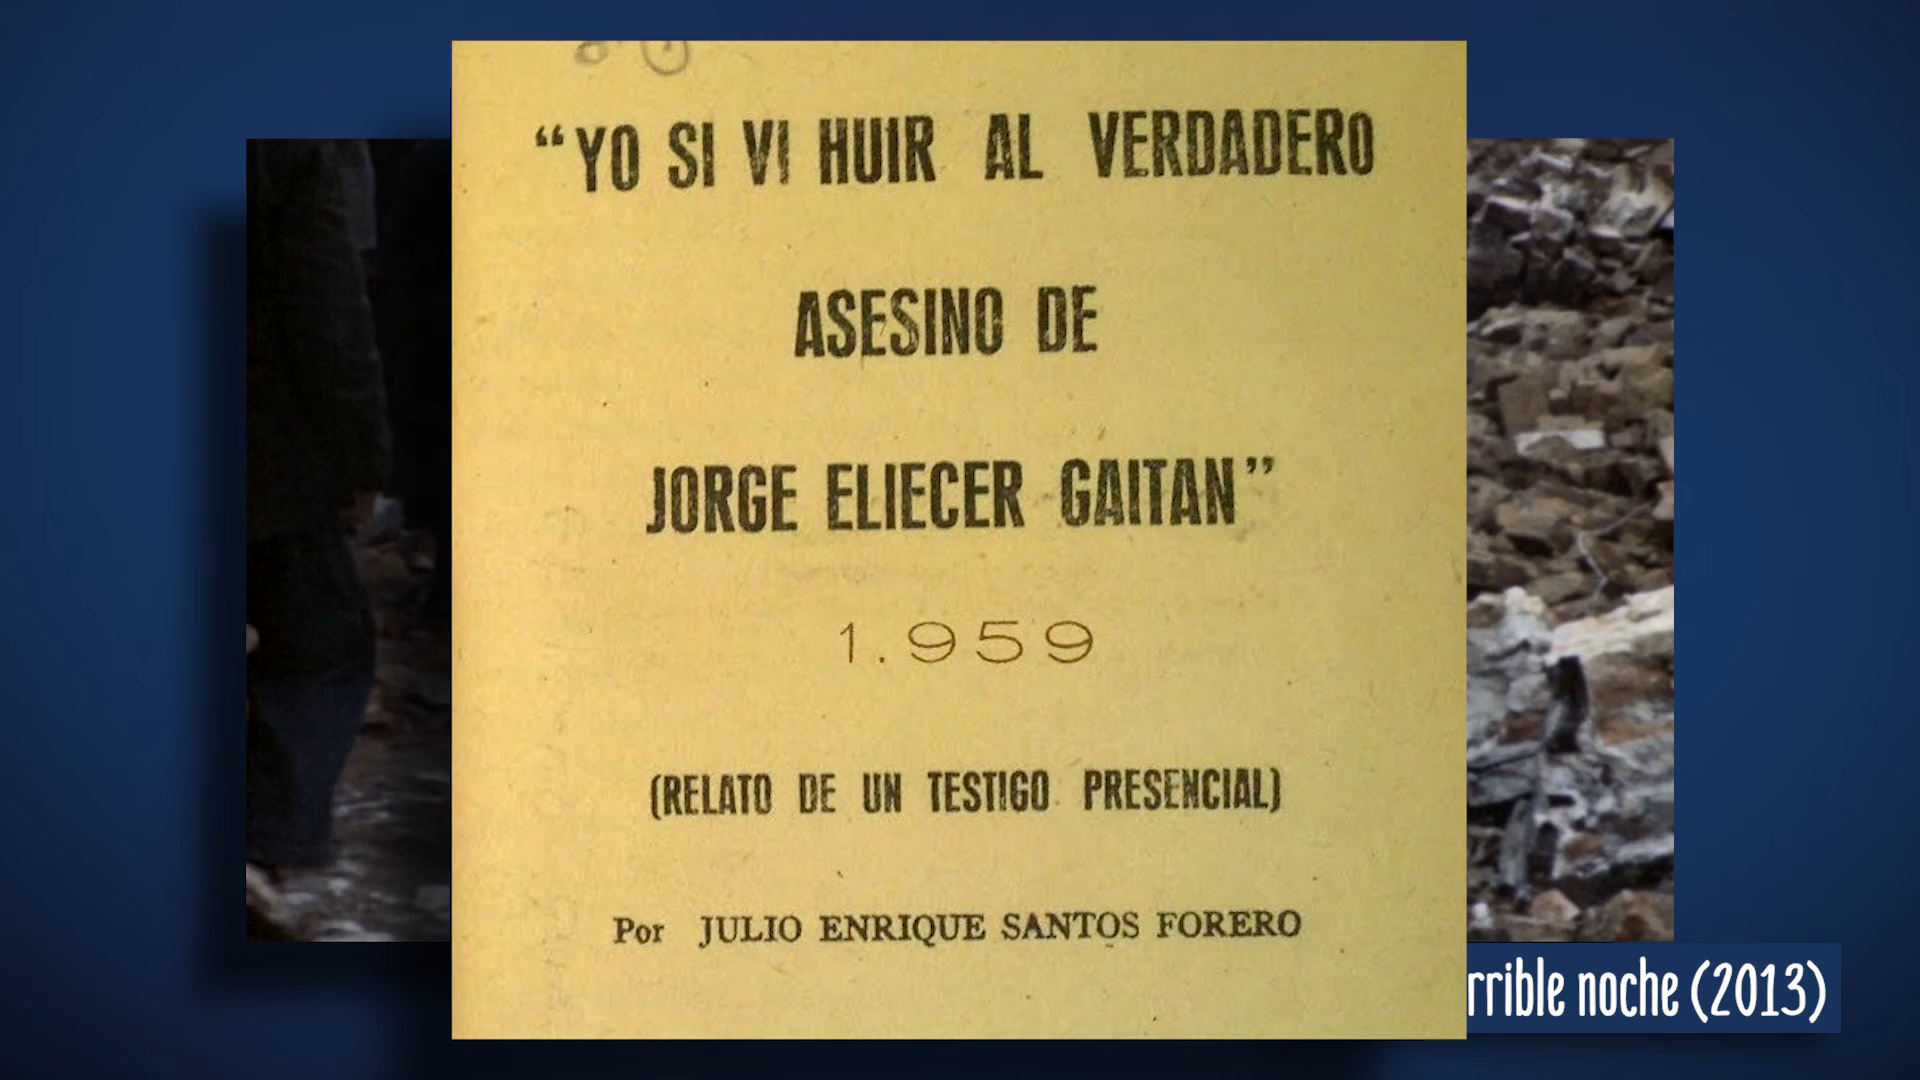 “YO SI VI HUIR AL VERDADERO
ASESINO DE
JORGE ELIECER GAITAN”
1.959
(RELATO DE UN TESTIGO PRESENCIAL)
Por JULIO ENRIQUE SANTOS FORERO
noche (2013)